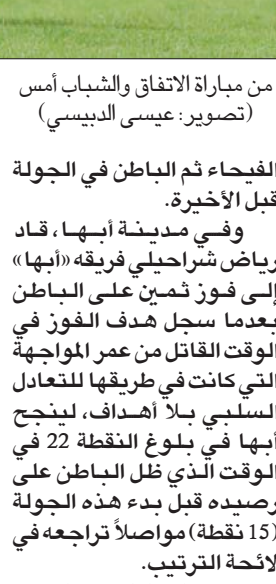 من مباراة الاتفاق والشباب أمس
(تصوير: عيسى الدبيسي)
الفيحاء ثم الباطن في الجولة
قبل الأخيرة.
وفي مدينة أبها، قاد
رياض شراحيلي فريقه «أبها»
إلى فوز ثمين على الباطن
بعدما سجل هدف الفوز في
الوقت القاتل من عمر المواجهة
التي كانت في طريقها للتعادل
السلبي بلا أهداف، لينجح
أبها في بلوغ النقطة 22 في
الوقت الذي ظل الباطن على
رصيده قبل بدء هذه الجولة
(15 نقطة) مواصلاً تراجعه في
لائحة الترتيب.